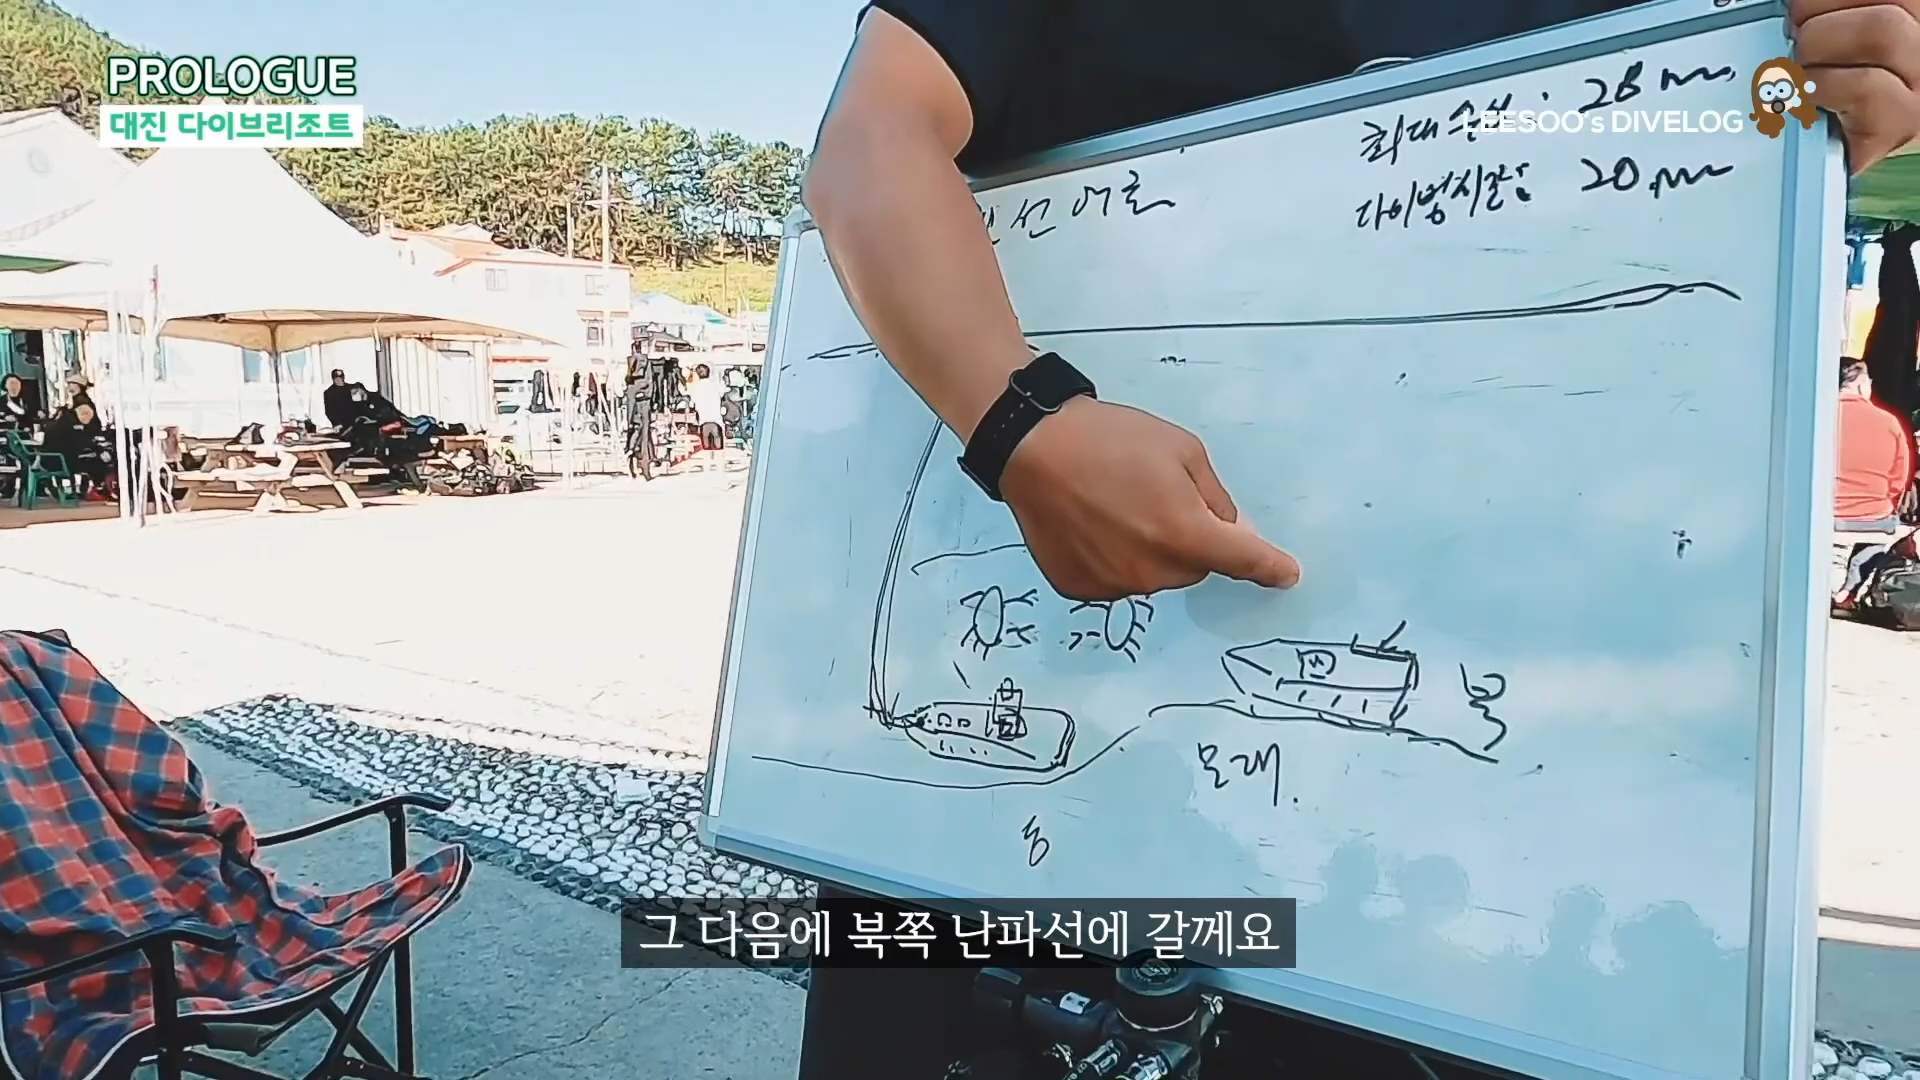 PROLOGUE
대진 다이브리조트
LEESOO's DIVELOG
최대 수심 : 28m
다이빙시간 20m
선 어초
북
모래.
동
그 다음에 북쪽 난파선에 갈께요